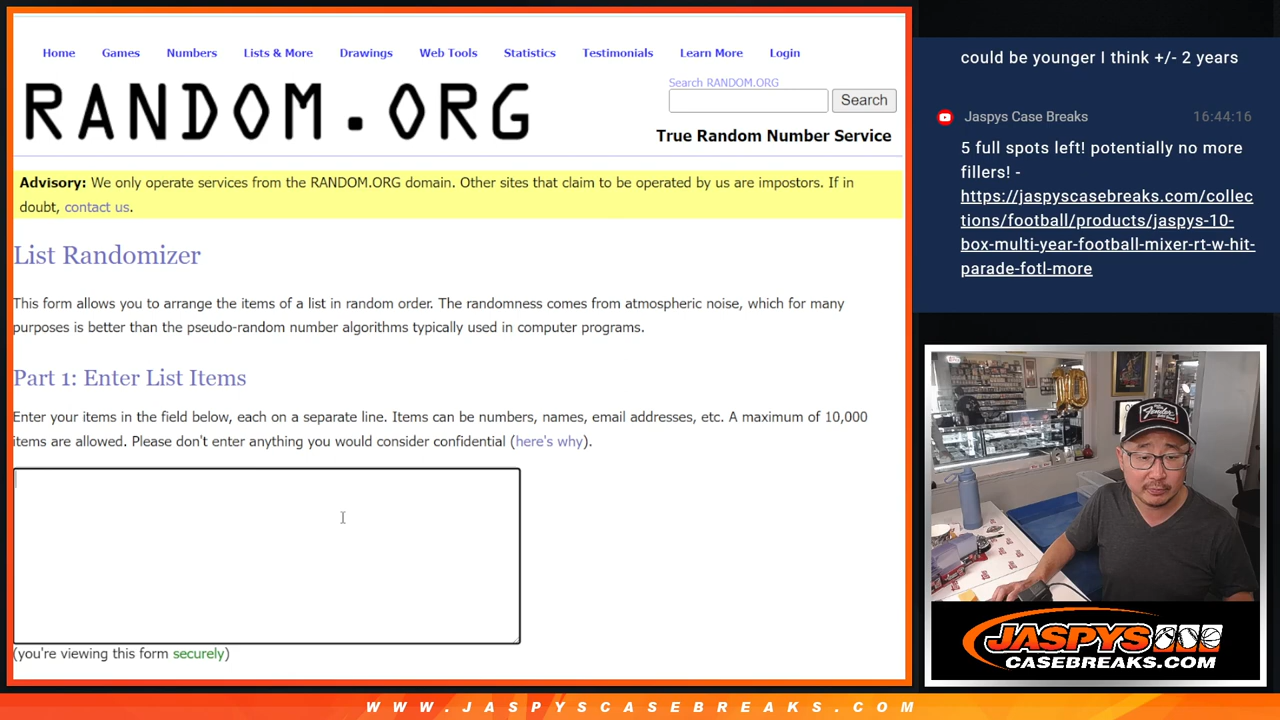 Home Games Numbers Lists & More Drawings Web Tools Statistics Testimonials Learn More Login
RANDOM.ORG
Search RANDOM.ORG
Search
True Random Number Service
Advisory: We only operate services from the RANDOM.ORG domain. Other sites that claim to be operated by us are impostors. If in
doubt, contact us.
List Randomizer
This form allows you to arrange the items of a list in random order. The randomness comes from atmospheric noise, which for many
purposes is better than the pseudo-random number algorithms typically used in computer programs.
Part 1: Enter List Items
Enter your items in the field below, each on a separate line. Items can be numbers, names, email addresses, etc. A maximum of 10,000
items are allowed. Please don't enter anything you would consider confidential (here's why).
(you're viewing this form securely)
could be younger I think +/- 2 years
Jaspys Case Breaks 16:44:16
5 full spots left! potentially no more
fillers! -
https://jaspyscasebreaks.com/collec
tions/football/products/jaspys-10-
box-multi-year-football-mixer-rt-w-hit-
parade-fotl-more
10
Fender
JASPYS
CASEBREAKS.COM
WWW.JASPYSCASEBREAKS.COM